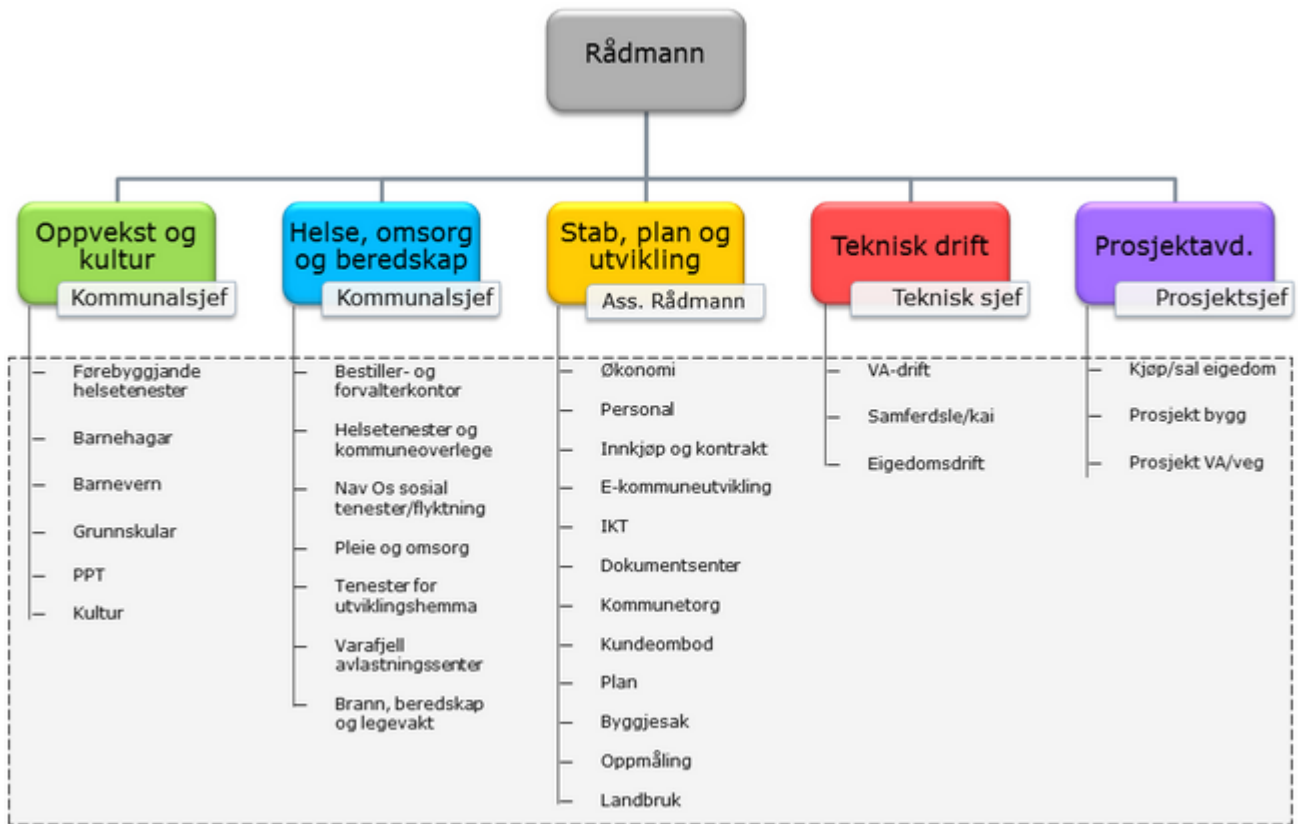 Rådmann
Oppvekst og
kultur
Kommunalsjef
Førebyggjande
helsetenester
Barnehagar
Barnevern
Grunnskular
PPT
Kultur
Helse, omsorg
og beredskap
Kommunalsjef
Bestiller- og
forvalterkontor
Helsetenester og
kommuneoverlege
Nav Os sosial
tenester/flyktning
Pleie og omsorg
Tenester for
utviklingshemma
Varafjell
avlastningssenter
Brann, beredskap
og legevakt
Stab, plan og
utvikling
Ass. Rådmann
Økonomi
Personal
Innkjøp og kontrakt
E-kommuneutvikling
IKT
Dokumentsenter
Kommunetorg
Kundeombod
Plan
Byggjesak
Oppmåling
Landbruk
Teknisk drift
Teknisk sjef
VA-drift
Samferdsle/kai
Eigedomsdrift
Prosjektavd.
Prosjektsjef
Kjøp/sal eigedom
Prosjekt bygg
Prosjekt VA/veg